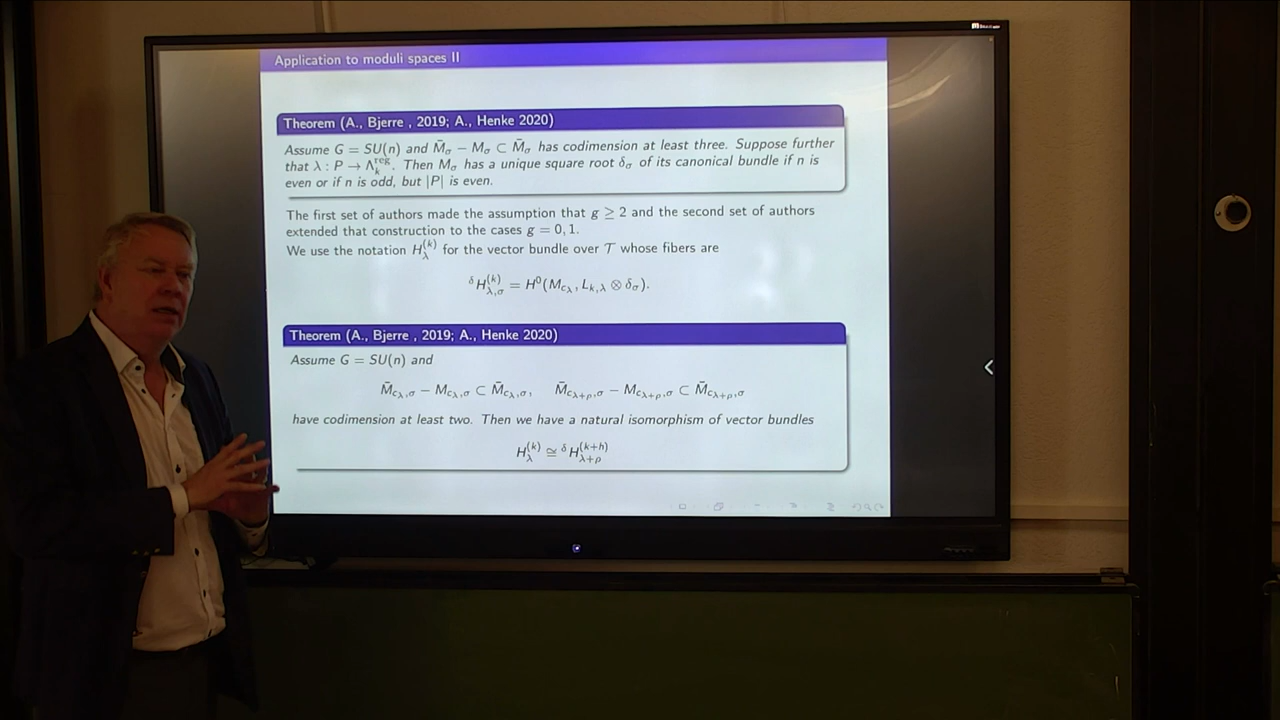 Application to moduli spaces II
Theorem (A., Bjerre , 2019; A., Henke 2020)
Assume G = SU(n) and M̄_σ − M_σ ⊂ M̄_σ has codimension at least three. Suppose further
that λ : P → Λ_k^reg. Then M_σ has a unique square root δ_σ of its canonical bundle if n is
even or if n is odd, but |P| is even.
The first set of authors made the assumption that g ≥ 2 and the second set of authors
extended that construction to the cases g = 0, 1.
We use the notation H_λ^(k) for the vector bundle over 𝒯 whose fibers are
^δH_{λ,σ}^(k) = H^0(M_{c_λ}, L_{k,λ} ⊗ δ_σ).
Theorem (A., Bjerre , 2019; A., Henke 2020)
Assume G = SU(n) and
M̄_{c_λ,σ} − M_{c_λ,σ} ⊂ M̄_{c_λ,σ}, M̄_{c_{λ+ρ},σ} − M_{c_{λ+ρ},σ} ⊂ M̄_{c_{λ+ρ},σ}
have codimension at least two. Then we have a natural isomorphism of vector bundles
H_λ^(k) ≅ ^δH_{λ+ρ}^(k+h)